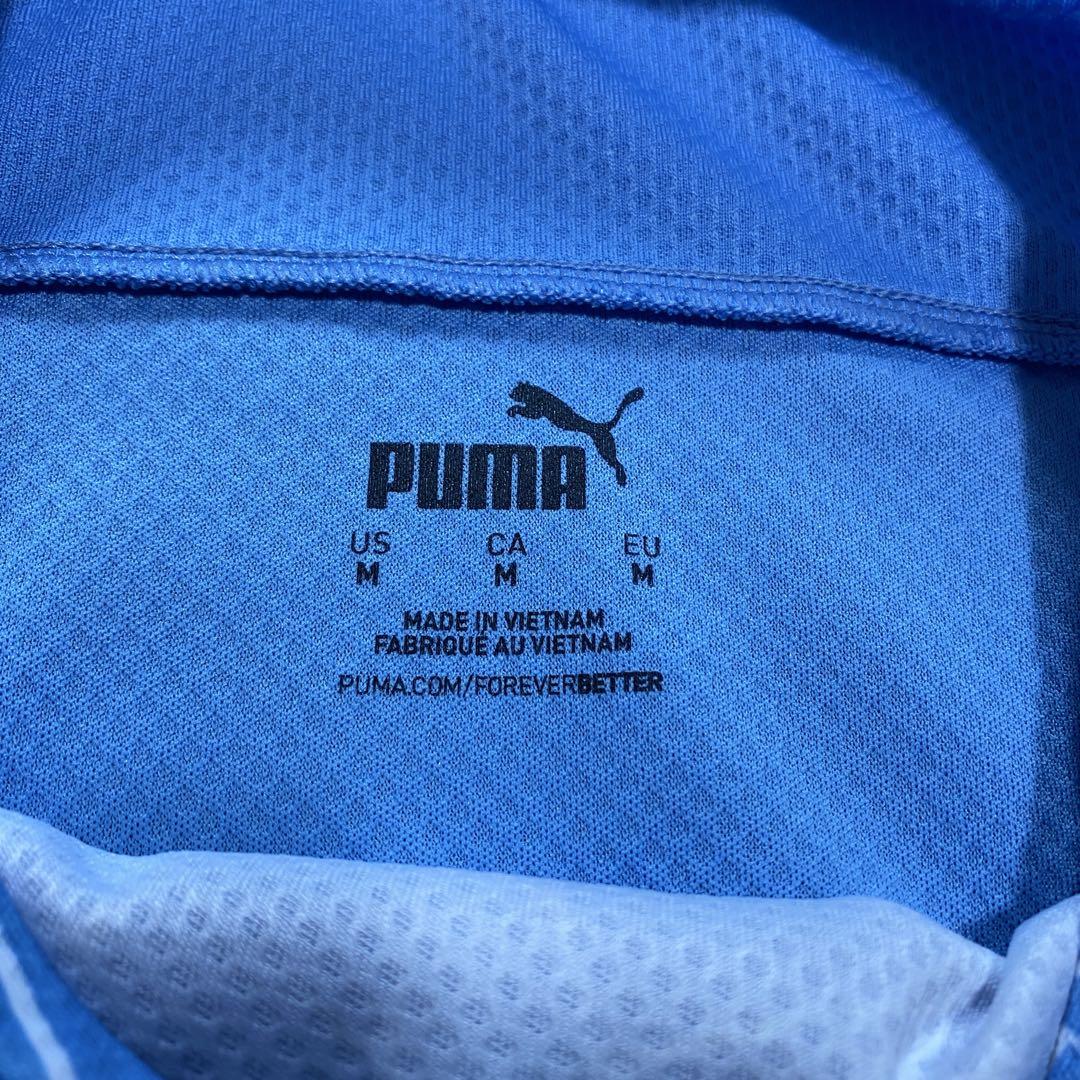 PUMA
US CA EU
M M M
MADE IN VIETNAM
FABRIQUÉ AU VIETNAM
PUMA.COM/FOREVERBETTER